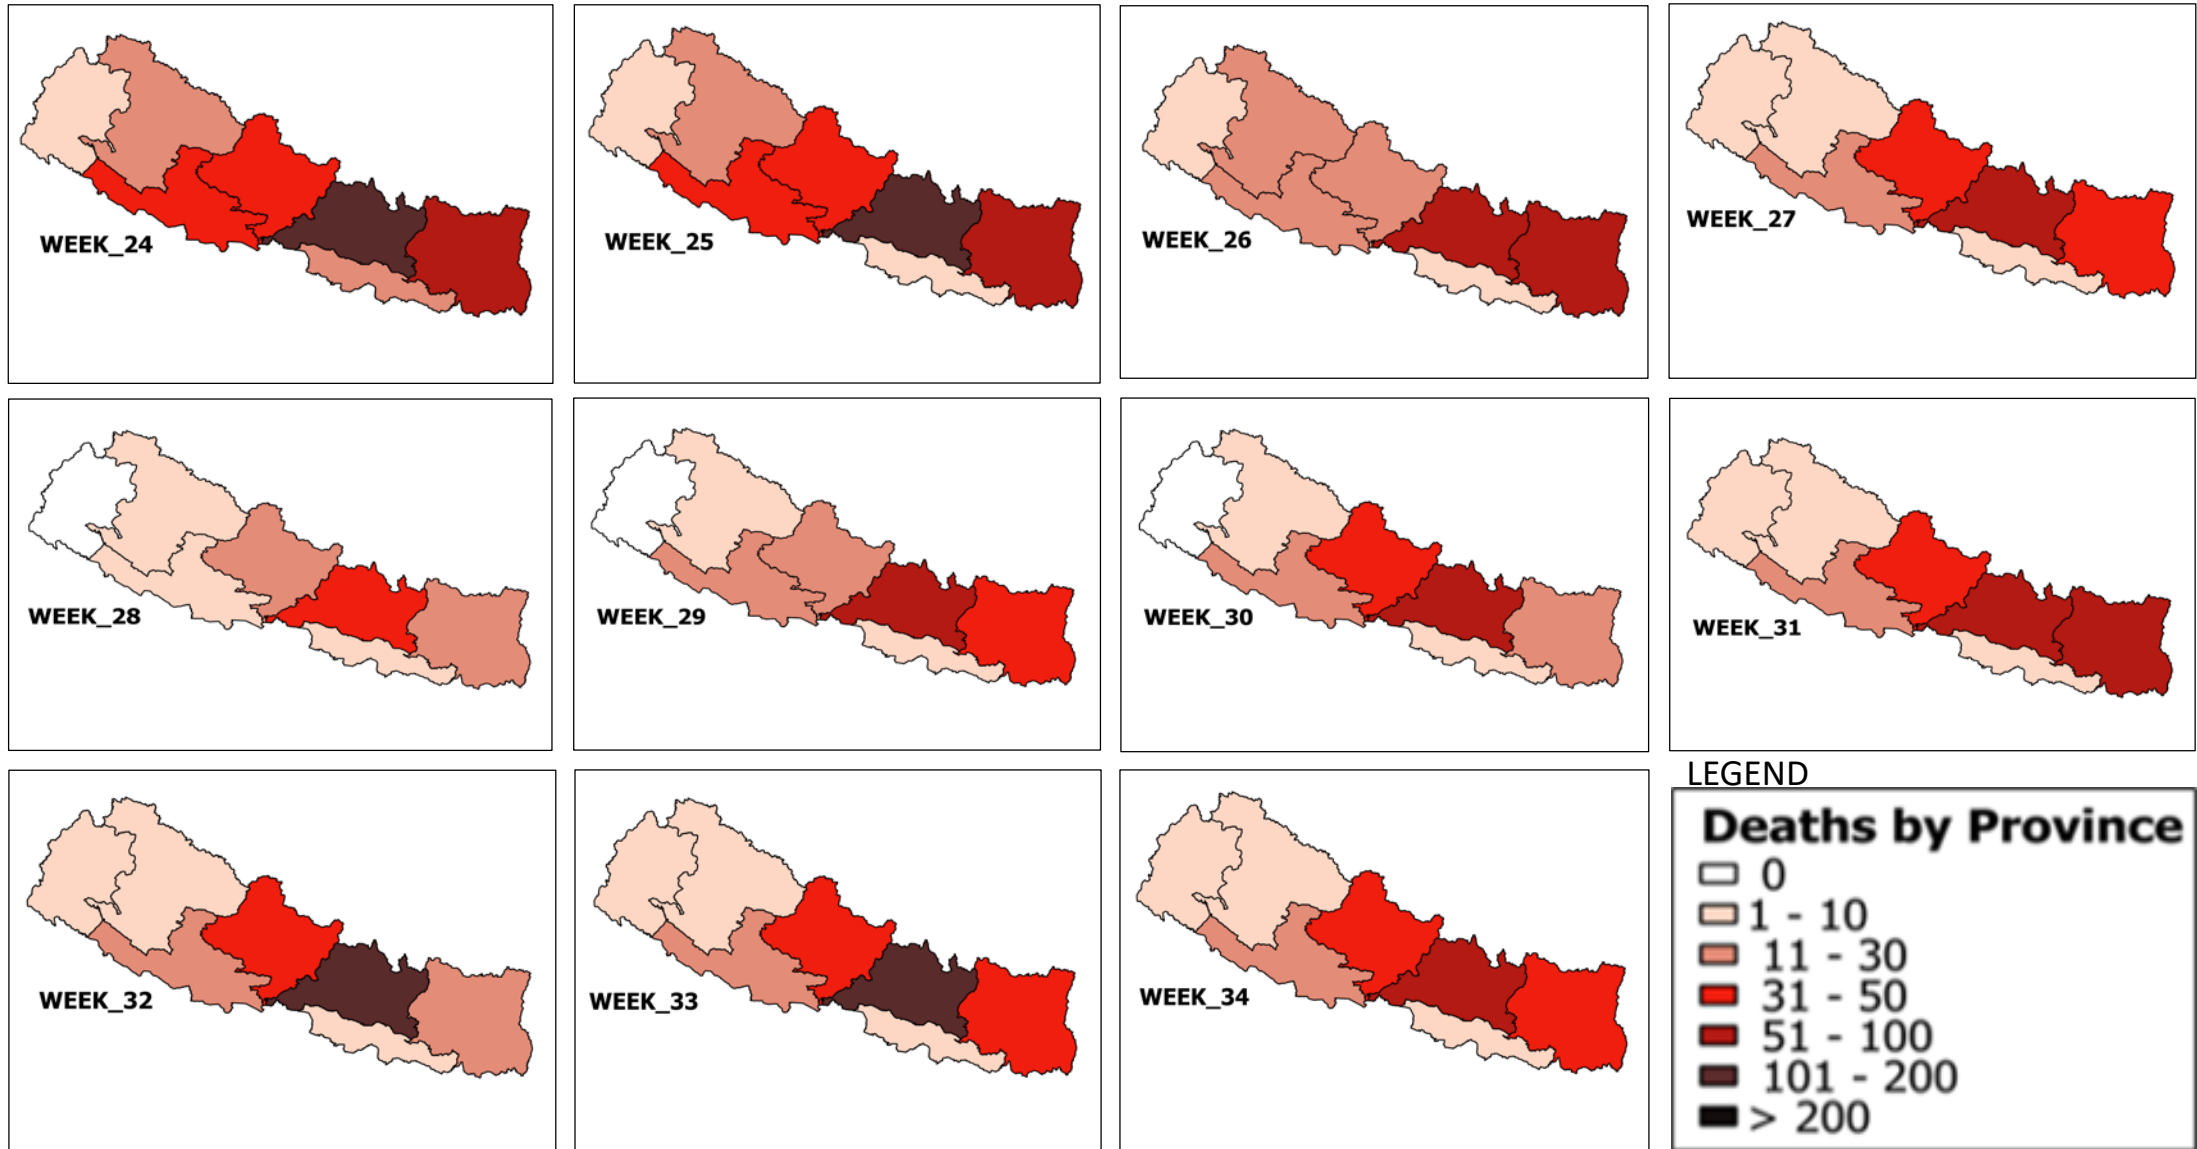 WEEK_24
WEEK_25
WEEK_26
WEEK_27
WEEK_28
WEEK_29
WEEK_30
WEEK_31
WEEK_32
WEEK_33
WEEK_34
LEGEND
Deaths by Province
0
1 - 10
11 - 30
31 - 50
51 - 100
101 - 200
> 200